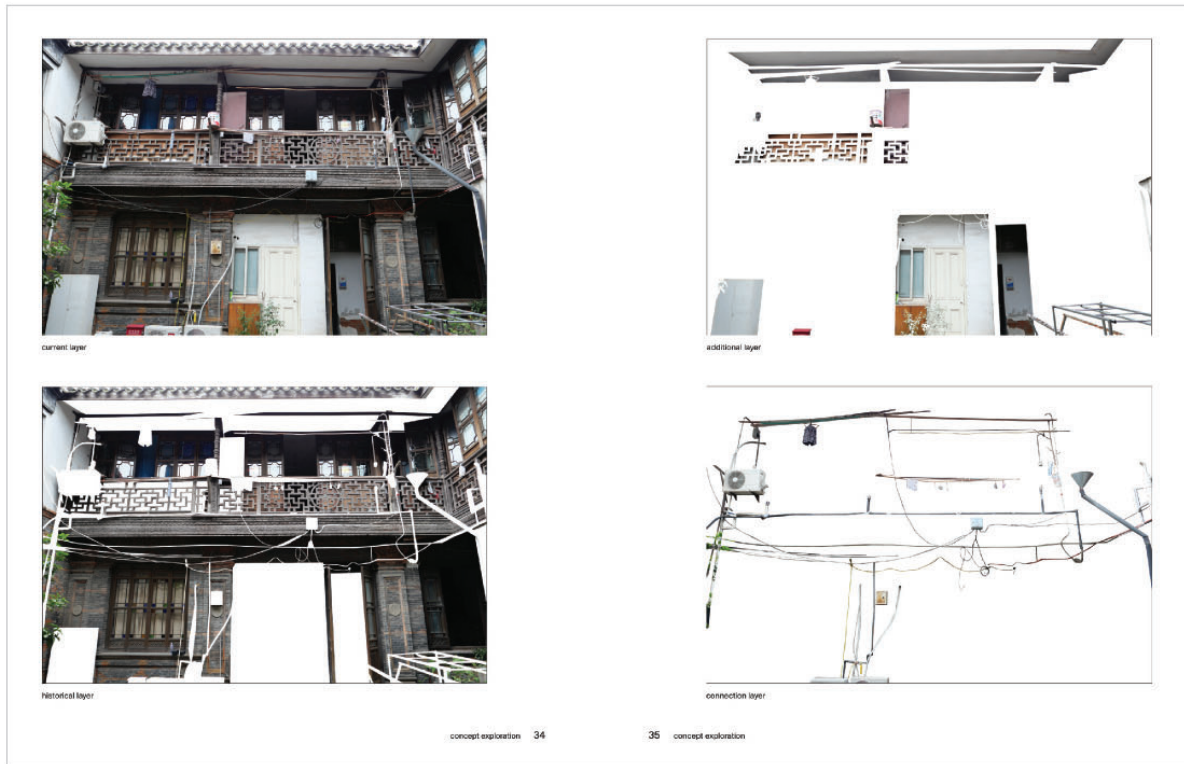 current layer
additional layer
historical layer
connection layer
concept exploration 34
35 concept exploration